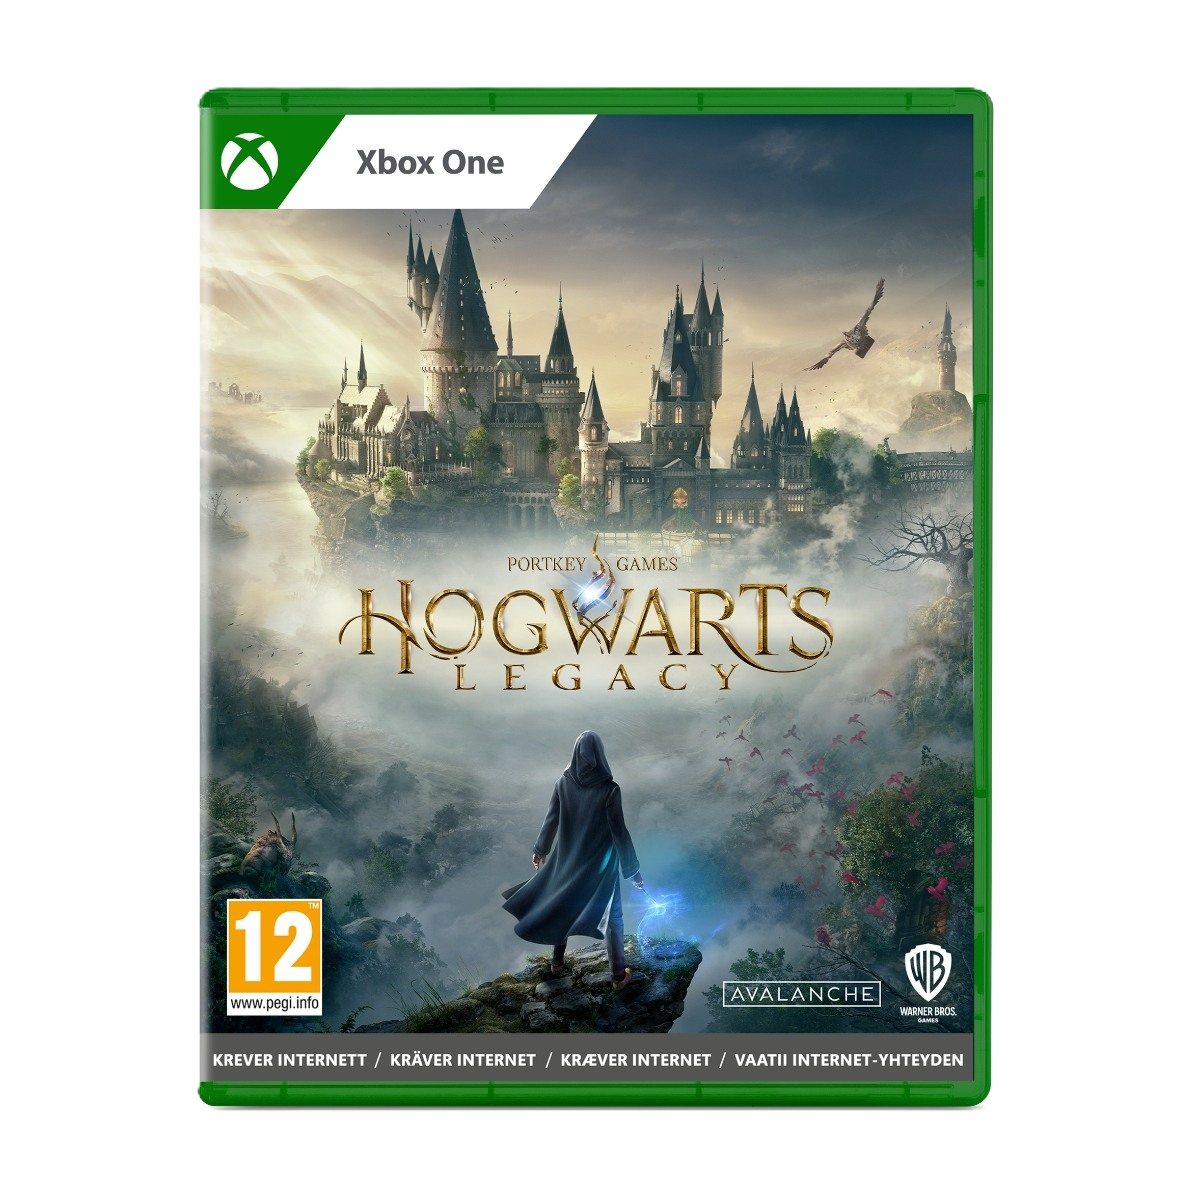 Xbox One
PORTKEY GAMES
HOGWARTS
LEGACY
12™
www.pegi.info
AVALANCHE
WB
WARNER BROS.
GAMES
KREVER INTERNETT / KRÄVER INTERNET / KRÆVER INTERNET / VAATII INTERNET-YHTEYDEN